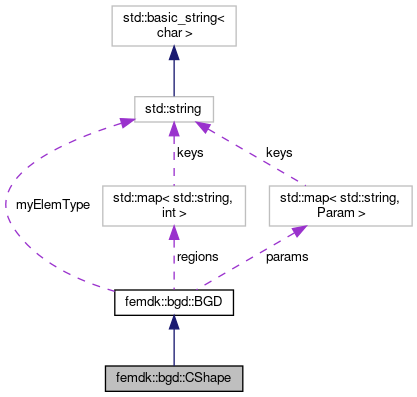 std::basic_string<
char >
std::string
keys
keys
myElemType
std::map< std::string,
int >
std::map< std::string,
Param >
regions
params
femdk::bgd::BGD
femdk::bgd::CShape